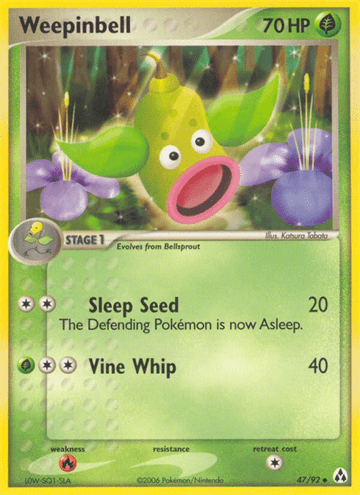 Weepinbell 70 HP
Illus. Katsura Tabata
STAGE 1
Evolves from Bellsprout
Sleep Seed 20
The Defending Pokémon is now Asleep.
Vine Whip 40
weakness resistance retreat cost
©2006 Pokémon/Nintendo 47/92